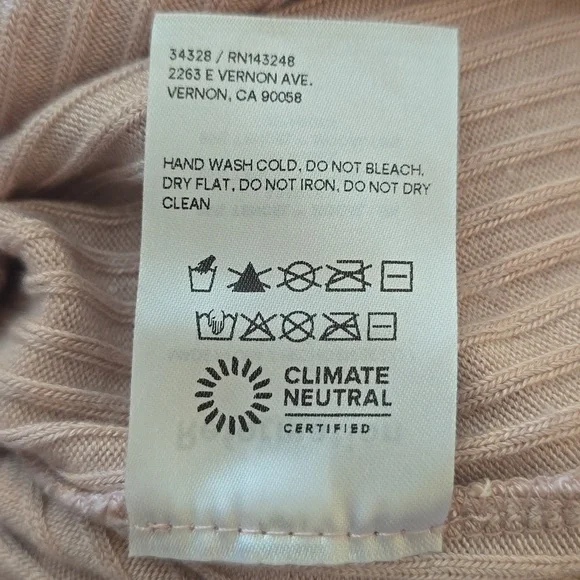 34328 / RN143248
2263 E VERNON AVE.
VERNON, CA 90058
HAND WASH COLD, DO NOT BLEACH,
DRY FLAT, DO NOT IRON, DO NOT DRY
CLEAN
CLIMATE
NEUTRAL
CERTIFIED